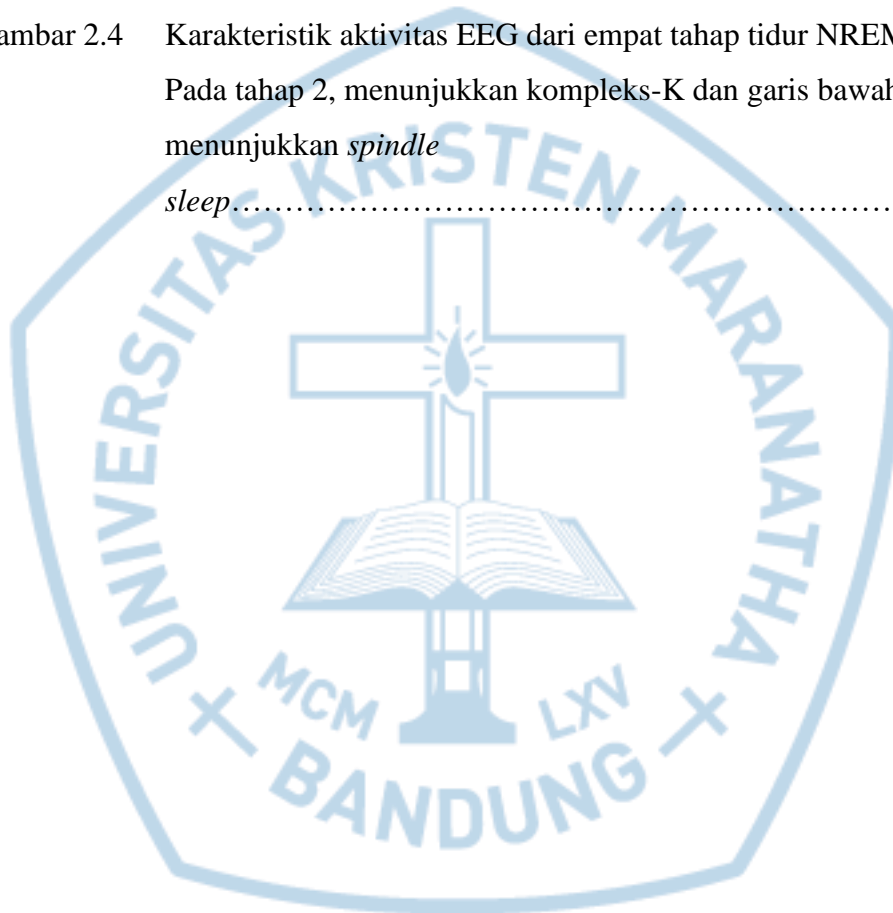 ambar 2.4 Karakteristik aktivitas EEG dari empat tahap tidur NREM
Pada tahap 2, menunjukkan kompleks-K dan garis bawah
menunjukkan spindle
sleep……………………………………………………
UNIVERSITAS KRISTEN MARANATHA
MCM LXV
BANDUNG